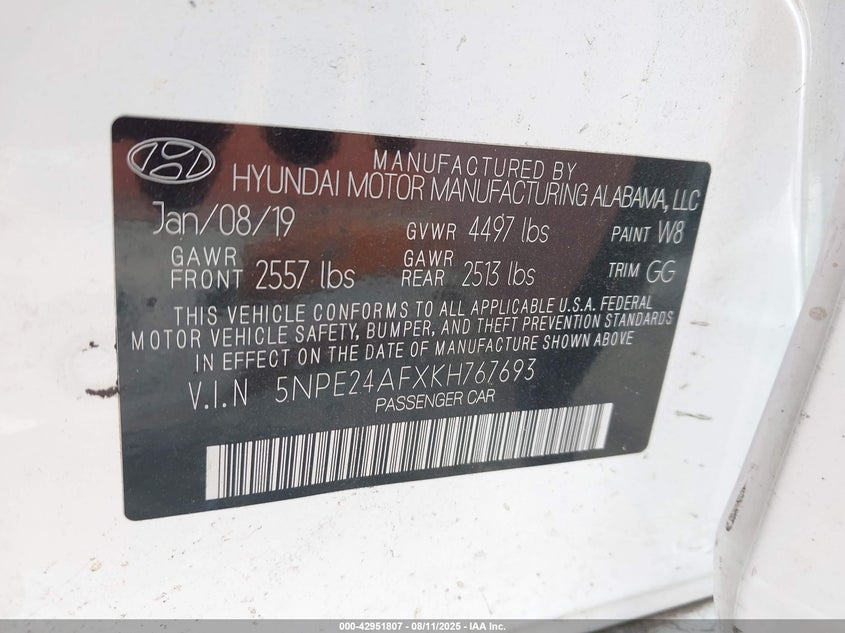 MANUFACTURED BY
HYUNDAI MOTOR MANUFACTURING ALABAMA, LLC
Jan/08/19 GVWR 4497 lbs PAINT W8
GAWR FRONT 2557 lbs GAWR REAR 2513 lbs TRIM GG
THIS VEHICLE CONFORMS TO ALL APPLICABLE U.S.A. FEDERAL
MOTOR VEHICLE SAFETY, BUMPER, AND THEFT PREVENTION STANDARDS
IN EFFECT ON THE DATE OF MANUFACTURE SHOWN ABOVE
V.I.N 5NPE24AFXKH767693
PASSENGER CAR
000-42951807 - 08/11/2025 - IAA Inc.